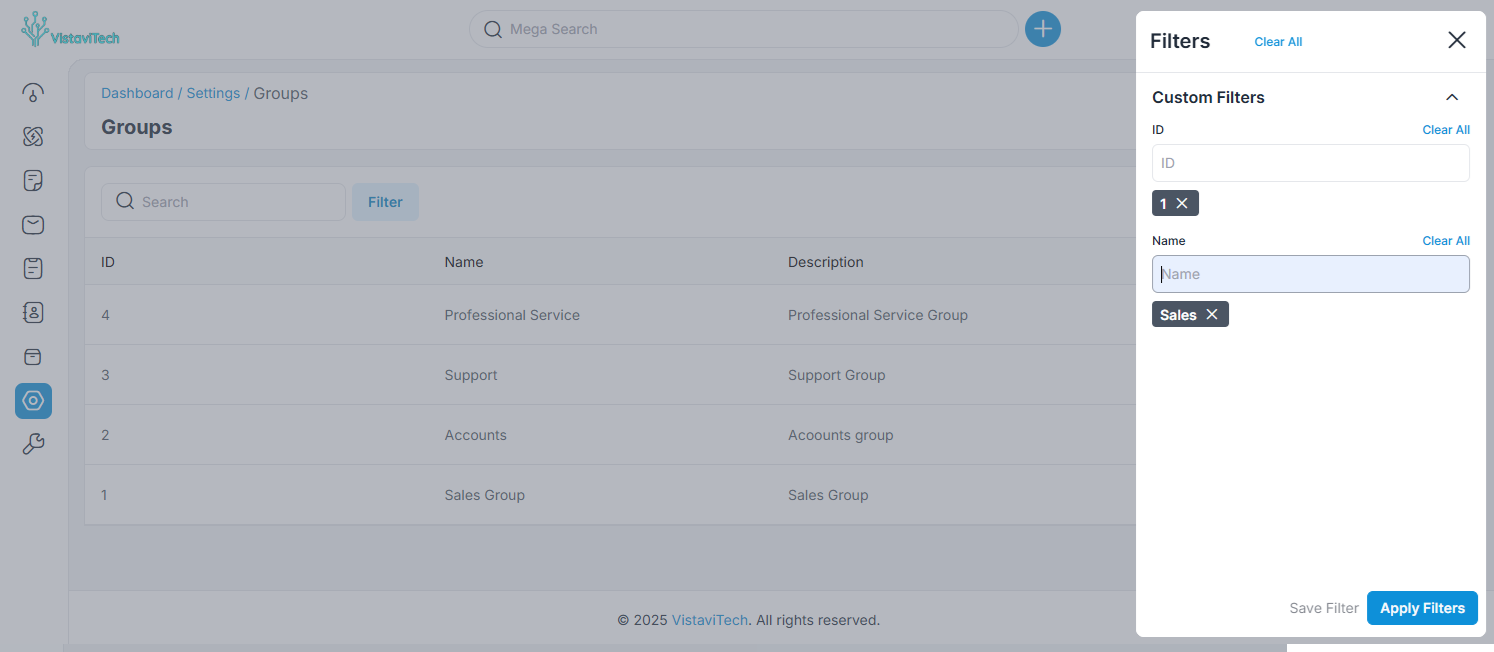 VistaviTech
Mega Search
Dashboard / Settings / Groups
Groups
Search
Filter
ID Name Description
4 Professional Service Professional Service Group
3 Support Support Group
2 Accounts Acoounts group
1 Sales Group Sales Group
© 2025 VistaviTech. All rights reserved.
Filters Clear All
Custom Filters
ID Clear All
ID
1
Name Clear All
Name
Sales
Save Filter Apply Filters